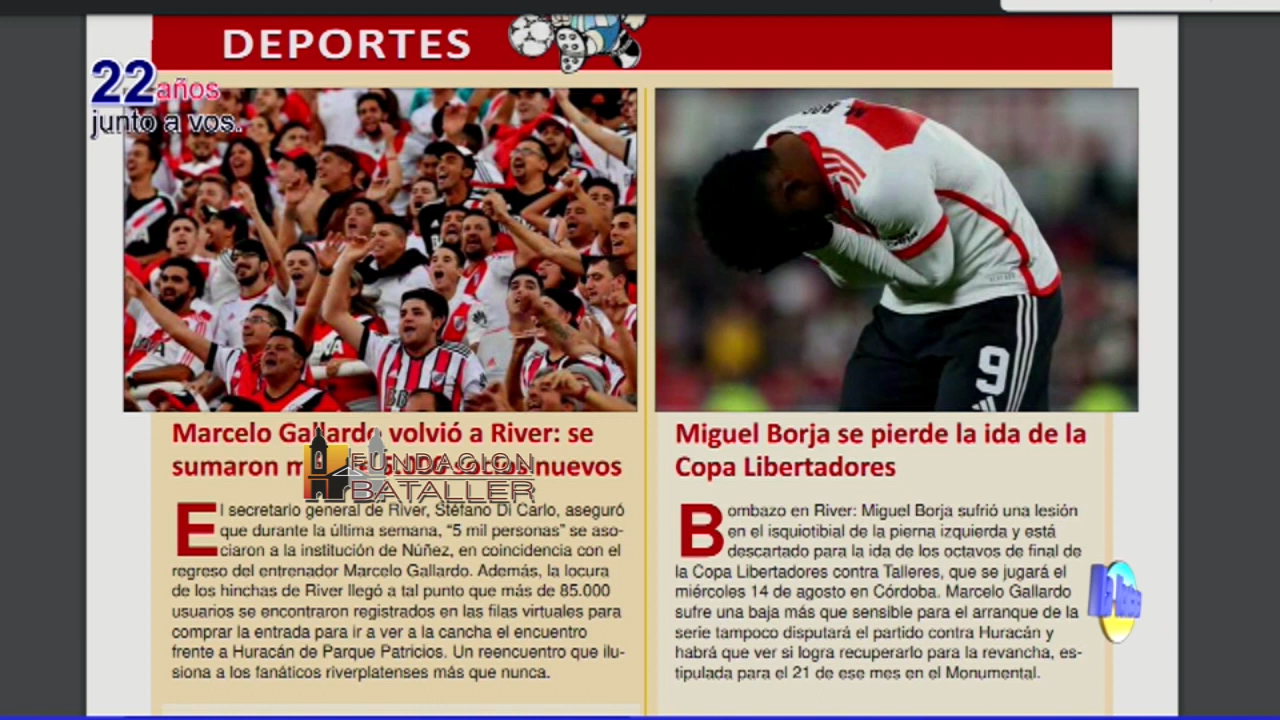 DEPORTES
22 años
junto a vos.
9
Marcelo Gallardo volvió a River: se
sumaron nuevos
FUNDACION
BATALLER
El secretario general de River, Stéfano Di Carlo, aseguró
que durante la última semana, “5 mil personas” se aso-
ciaron a la institución de Núñez, en coincidencia con el
regreso del entrenador Marcelo Gallardo. Además, la locura
de los hinchas de River llegó a tal punto que más de 85.000
usuarios se encontraron registrados en las filas virtuales para
comprar la entrada para ir a ver a la cancha el encuentro
frente a Huracán de Parque Patricios. Un reencuentro que ilu-
siona a los fanáticos riverplatenses más que nunca.
Miguel Borja se pierde la ida de la
Copa Libertadores
Bombazo en River: Miguel Borja sufrió una lesión
en el isquiotibial de la pierna izquierda y está
descartado para la ida de los octavos de final de
la Copa Libertadores contra Talleres, que se jugará el
miércoles 14 de agosto en Córdoba. Marcelo Gallardo
sufre una baja más que sensible para el arranque de la
serie tampoco disputará el partido contra Huracán y
habrá que ver si logra recuperarlo para la revancha, es-
tipulada para el 21 de ese mes en el Monumental.